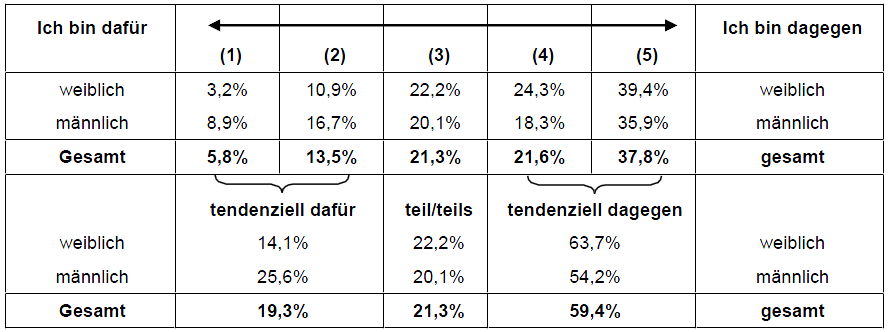 Ich bin dafür Ich bin dagegen
(1) (2) (3) (4) (5)
weiblich 3,2% 10,9% 22,2% 24,3% 39,4% weiblich
männlich 8,9% 16,7% 20,1% 18,3% 35,9% männlich
Gesamt 5,8% 13,5% 21,3% 21,6% 37,8% gesamt
tendenziell dafür teil/teils tendenziell dagegen
weiblich 14,1% 22,2% 63,7% weiblich
männlich 25,6% 20,1% 54,2% männlich
Gesamt 19,3% 21,3% 59,4% gesamt